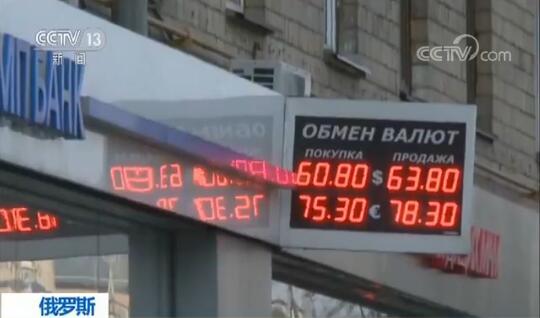 CCTV 13
新闻
CCTV.com
МПБАНК
ОБМЕН ВАЛЮТ
ПОКУПКА ПРОДАЖА
60.80 $ 63.80
75.30 € 78.30
俄罗斯